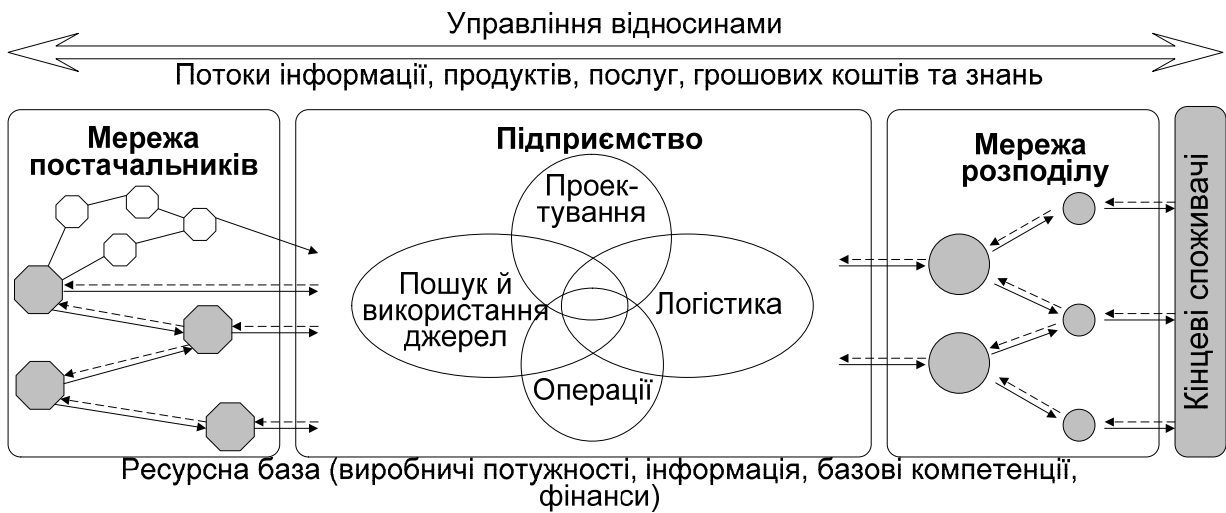 Управління відносинами
Потоки інформації, продуктів, послуг, грошових коштів та знань
Мережа
постачальників
Підприємство
Проек-
тування
Пошук й
використання
джерел
Логістика
Операції
Мережа
розподілу
Кінцеві споживачі
Ресурсна база (виробничі потужності, інформація, базові компетенції,
фінанси)